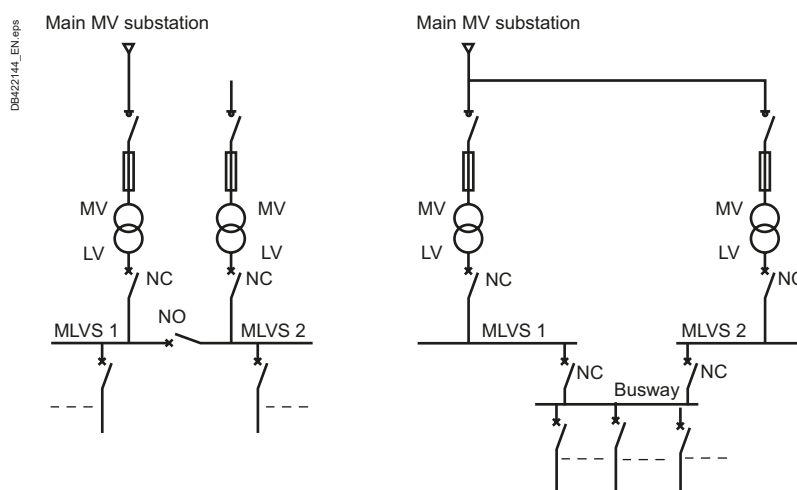 DB422144_EN.eps
Main MV substation
MV MV
LV LV
NC NC
NO
MLVS 1 MLVS 2
Main MV substation
MV MV
LV LV
NC NC
MLVS 1 MLVS 2
NC NC
Busway